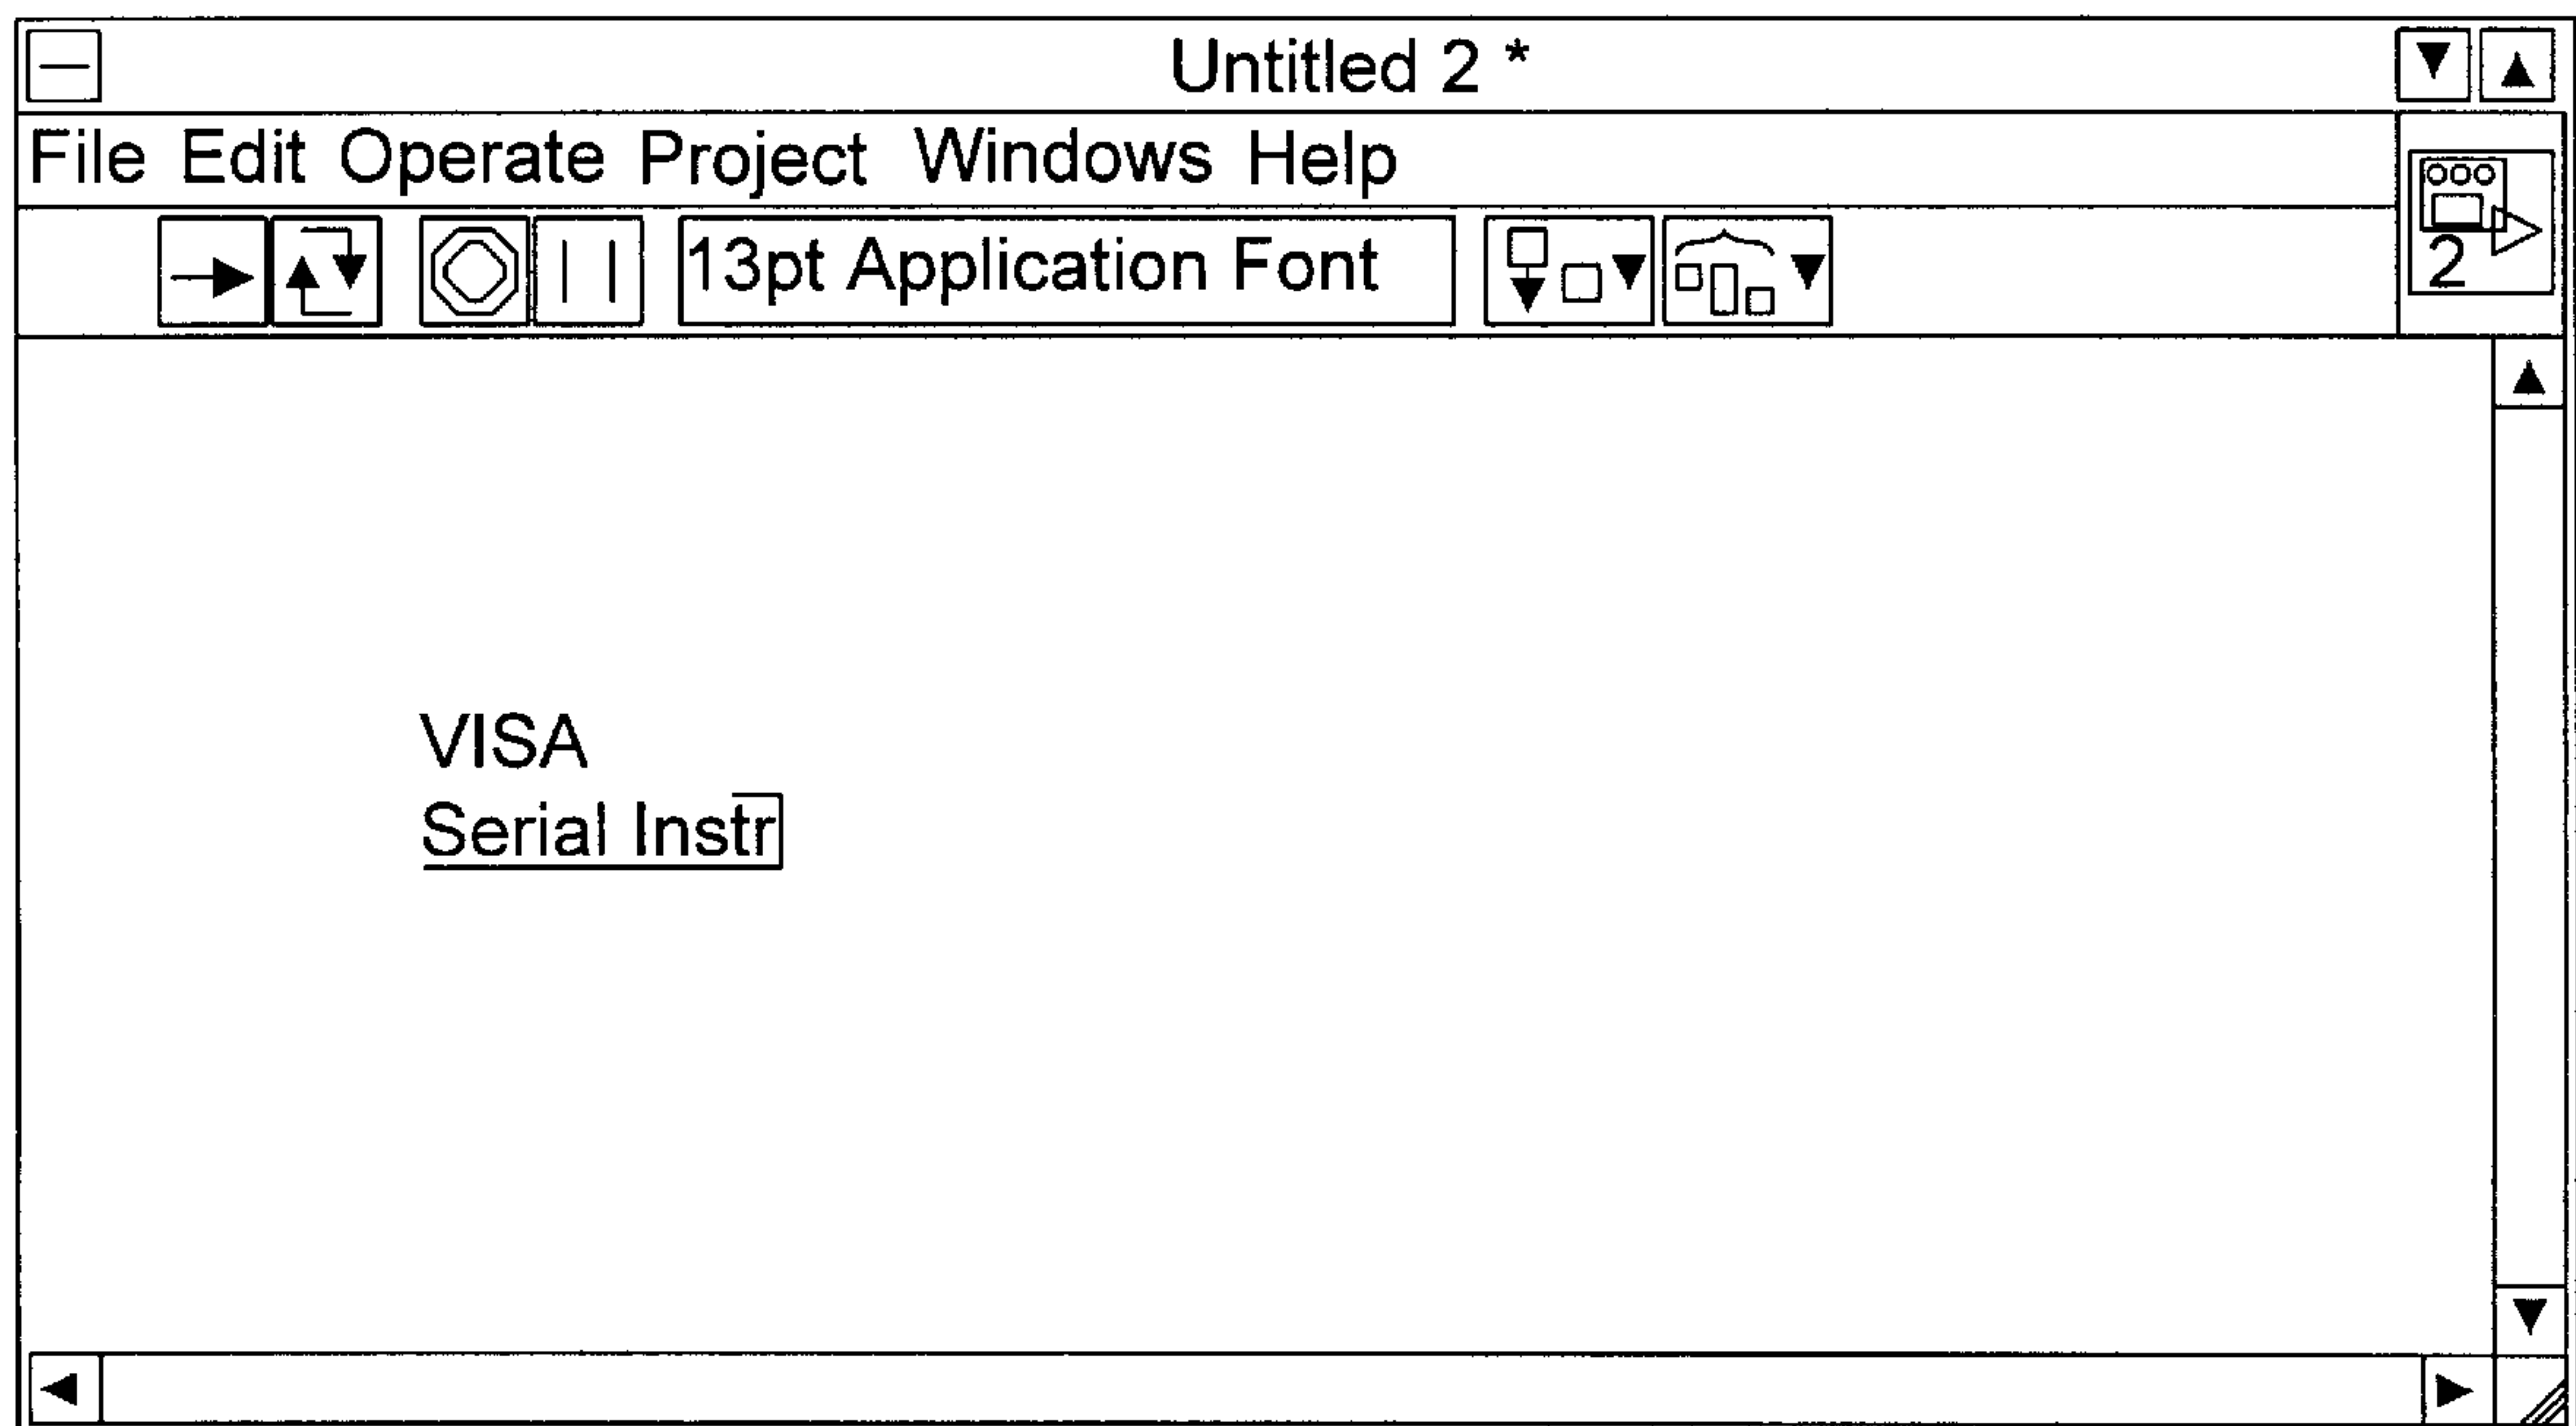 Untitled 2 *
File Edit Operate Project Windows Help
13pt Application Font
2
VISA
Serial Instr